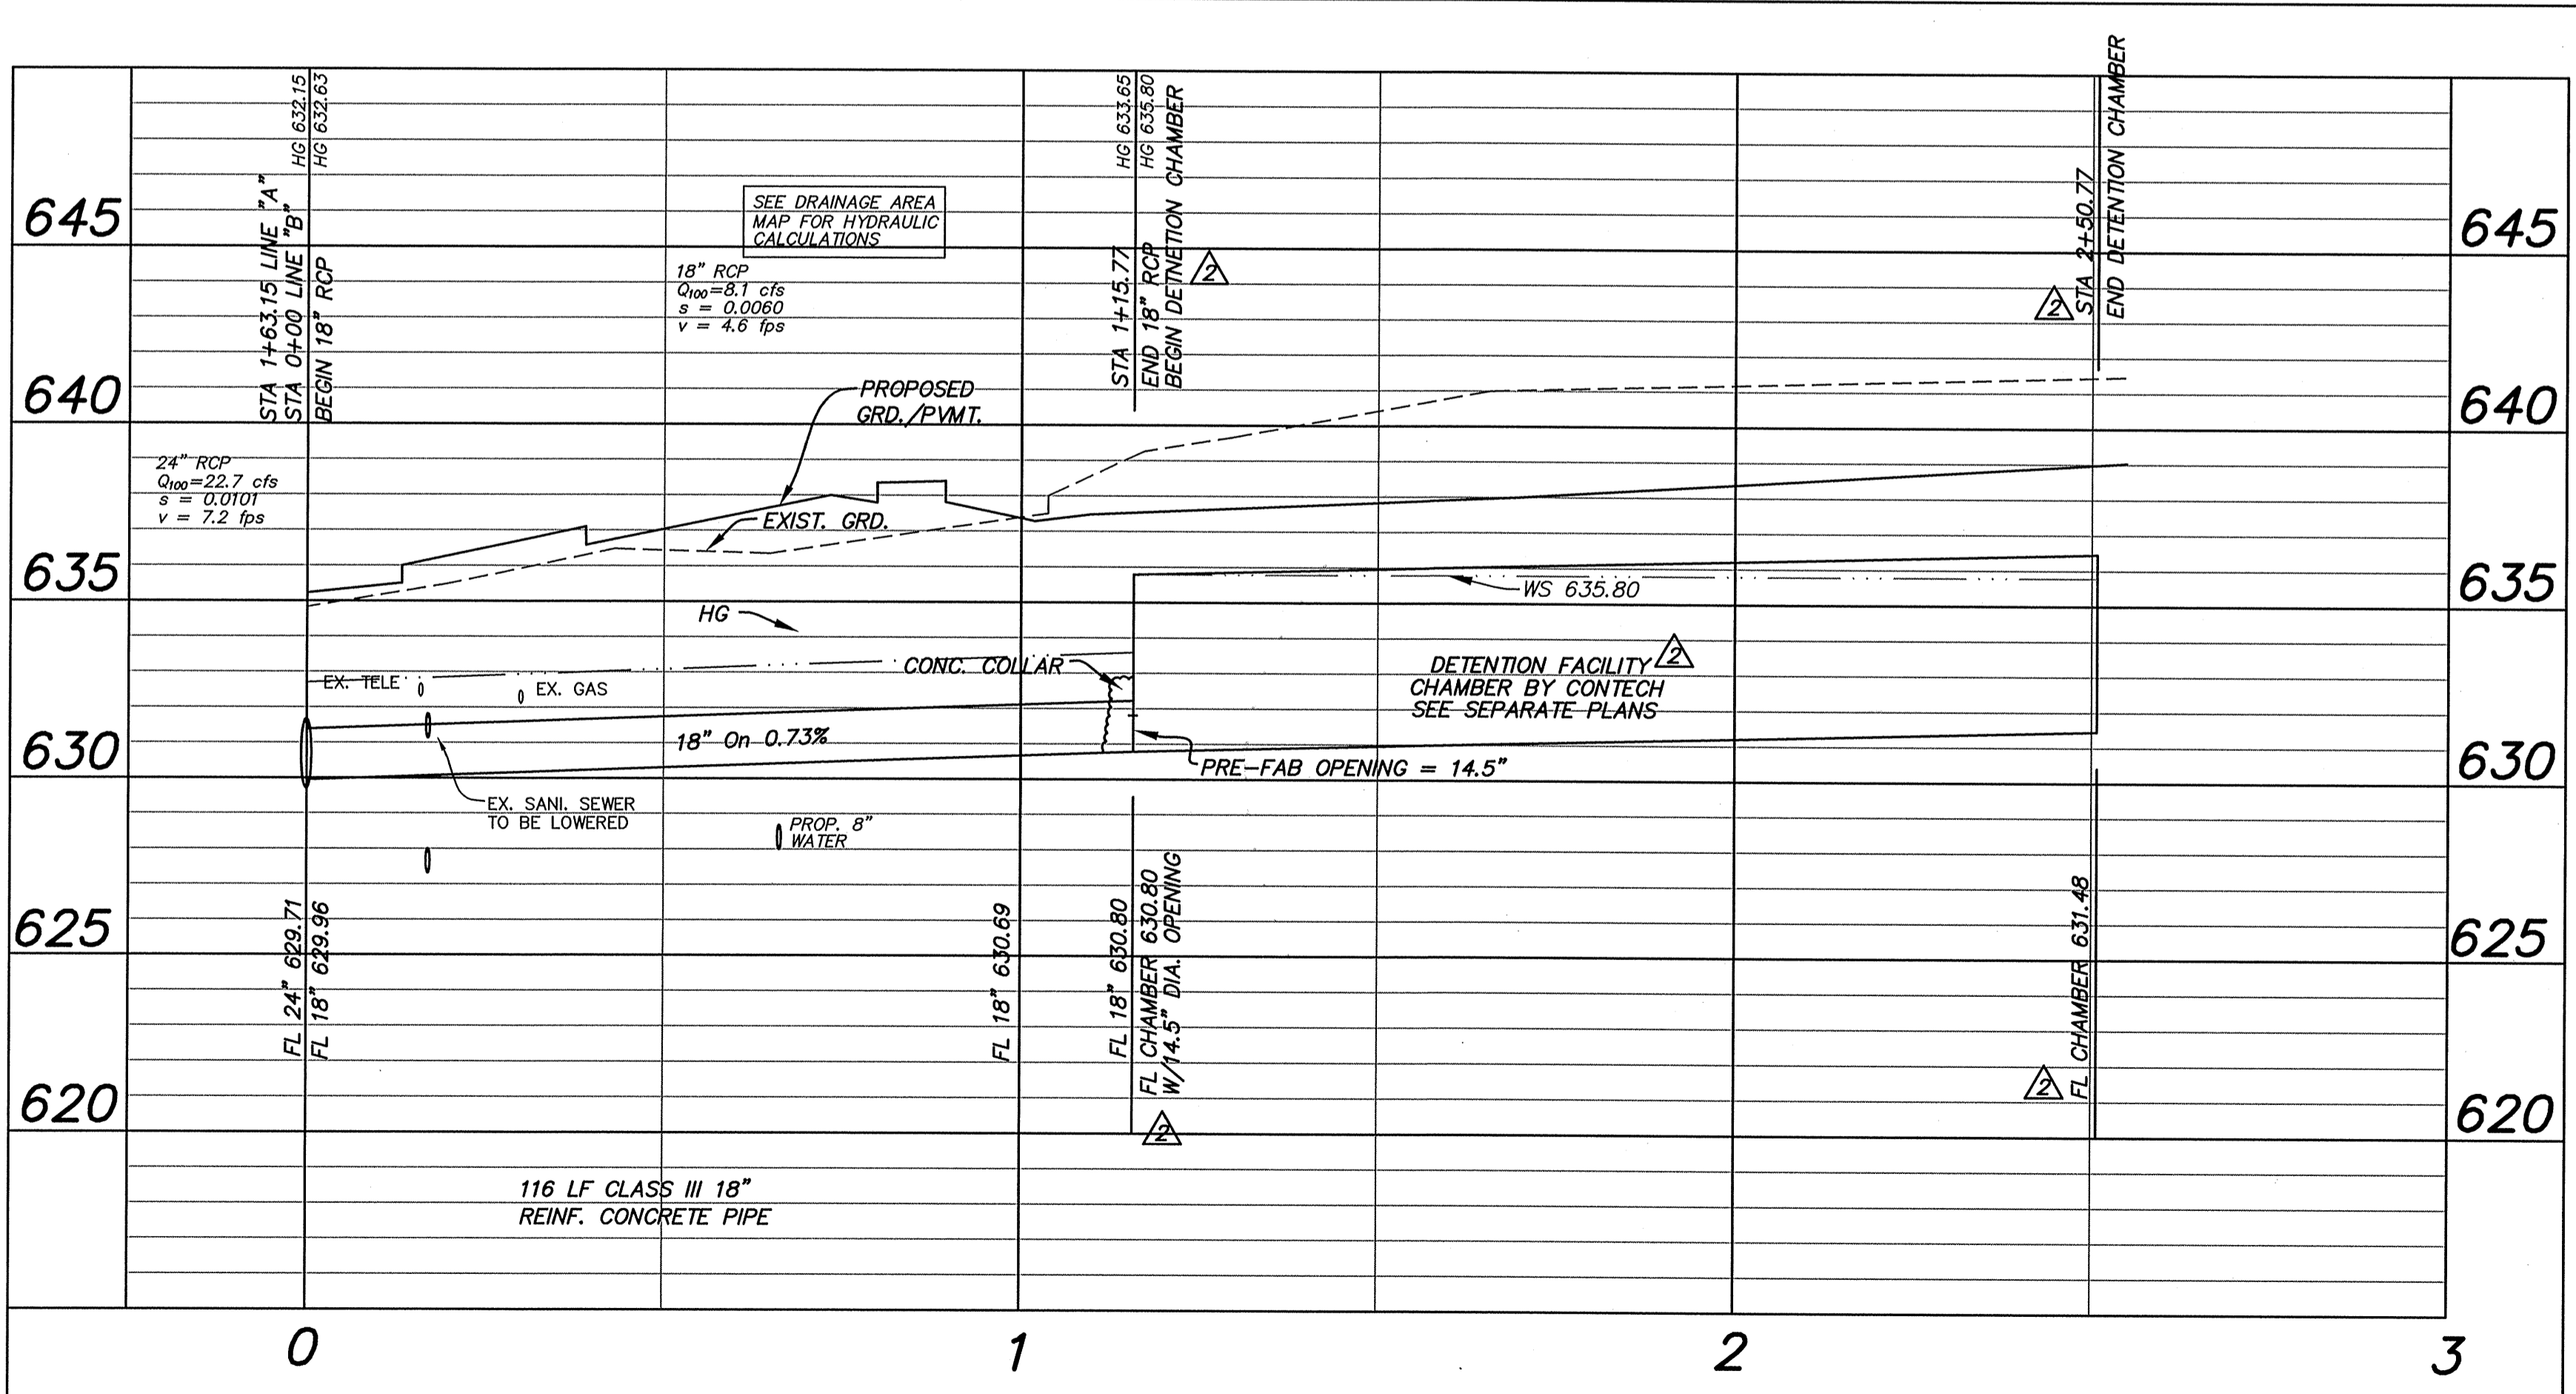 HG 632.15
HG 632.63
STA 1+63.15 LINE "A"
STA 0+00 LINE "B"
BEGIN 18" RCP
SEE DRAINAGE AREA
MAP FOR HYDRAULIC
CALCULATIONS
18" RCP
Q100=8.1 cfs
s = 0.0060
v = 4.6 fps
HG 633.65
HG 635.80
STA 1+15.77
END 18" RCP
BEGIN DETNETION CHAMBER
2
STA 2+50.77
END DETENTION CHAMBER
2
645
645
640
640
PROPOSED
GRD./PVMT.
24" RCP
Q100=22.7 cfs
s = 0.0101
v = 7.2 fps
EXIST. GRD.
635
635
HG
WS 635.80
CONC. COLLAR
DETENTION FACILITY
CHAMBER BY CONTECH
SEE SEPARATE PLANS
2
EX. TELE
EX. GAS
18" On 0.73%
630
630
PRE-FAB OPENING = 14.5"
EX. SANI. SEWER
TO BE LOWERED
PROP. 8"
WATER
625
625
FL 24" 629.71
FL 18" 629.96
FL 18" 630.69
FL 18" 630.80
FL CHAMBER 630.80
W/14.5" DIA. OPENING
2
FL CHAMBER 631.48
2
620
620
116 LF CLASS III 18"
REINF. CONCRETE PIPE
0
1
2
3